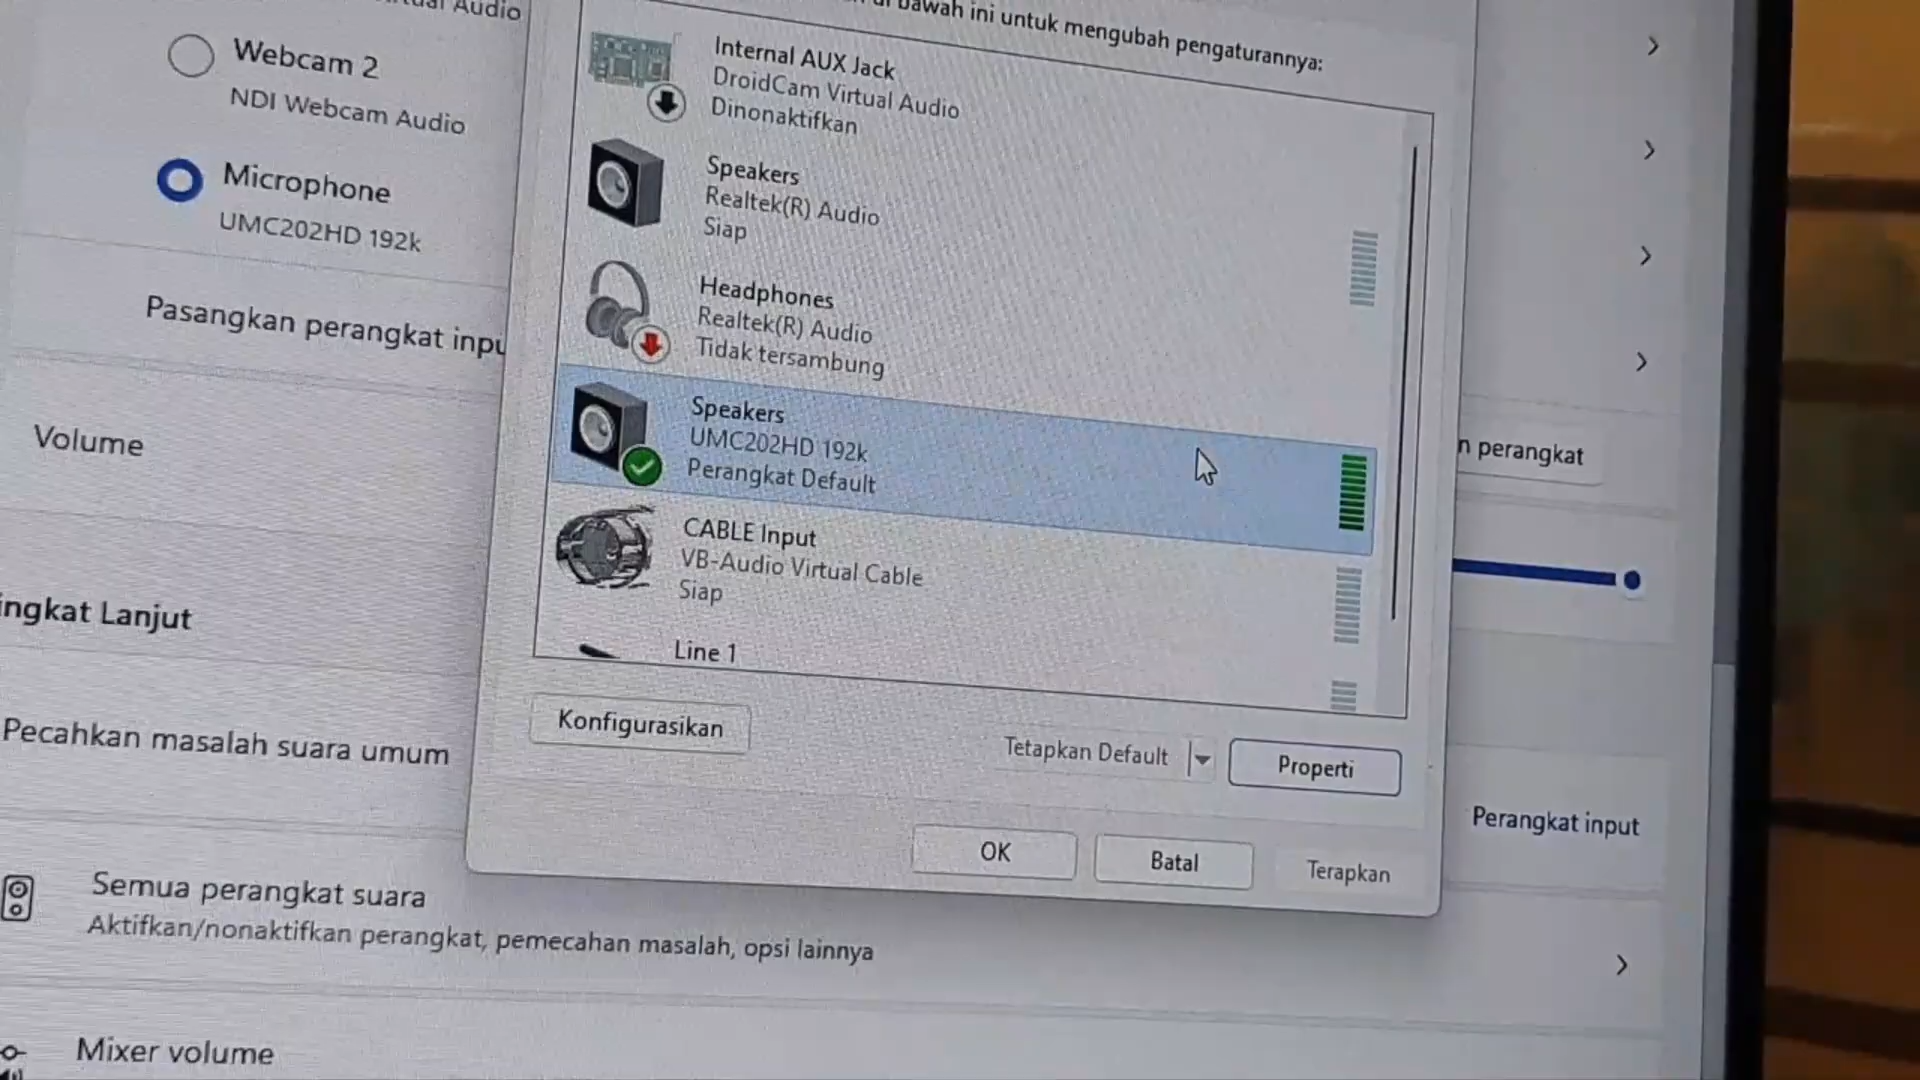 Audio
Webcam 2
NDI Webcam Audio
Microphone
UMC202HD 192k
Pasangkan perangkat inpu
Volume
ingkat Lanjut
Pecahkan masalah suara umum
Semua perangkat suara
Aktifkan/nonaktifkan perangkat, pemecahan masalah, opsi lainnya
Mixer volume
bawah ini untuk mengubah pengaturannya:
Internal AUX Jack
DroidCam Virtual Audio
Dinonaktifkan
Speakers
Realtek(R) Audio
Siap
Headphones
Realtek(R) Audio
Tidak tersambung
Speakers
UMC202HD 192k
Perangkat Default
CABLE Input
VB-Audio Virtual Cable
Siap
Line 1
Konfigurasikan
Tetapkan Default
Properti
OK
Batal
Terapkan
n perangkat
Perangkat input